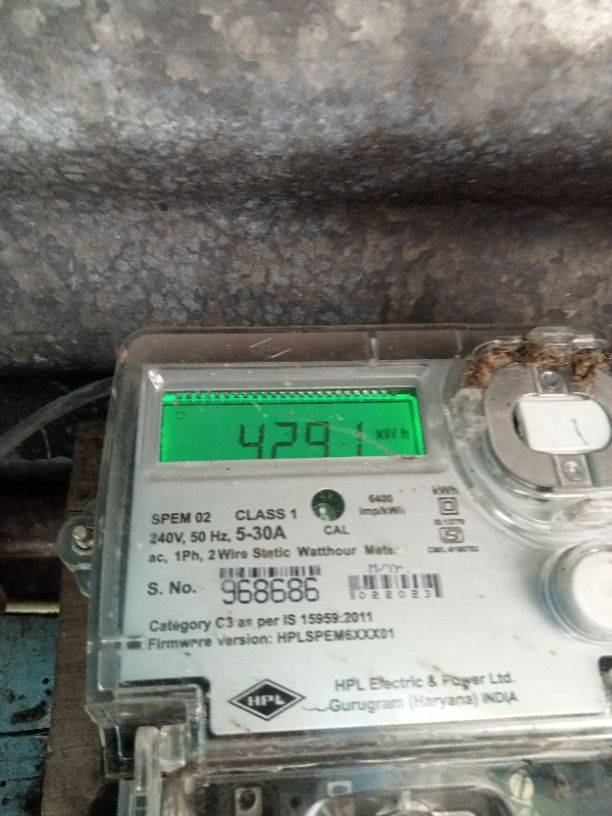 4291 kWh
SPEM 02 CLASS 1
6400 imp/kWh
kWh
240V, 50 Hz, 5-30A
CAL
ac, 1Ph, 2 Wire Static Watthour Meter
M/Yr.
S. No. 968686
022023
Category C3 as per IS 15959:2011
Firmware version: HPLSPEM6XXX01
HPL
HPL Electric & Power Ltd.
Gurugram (Haryana) INDIA